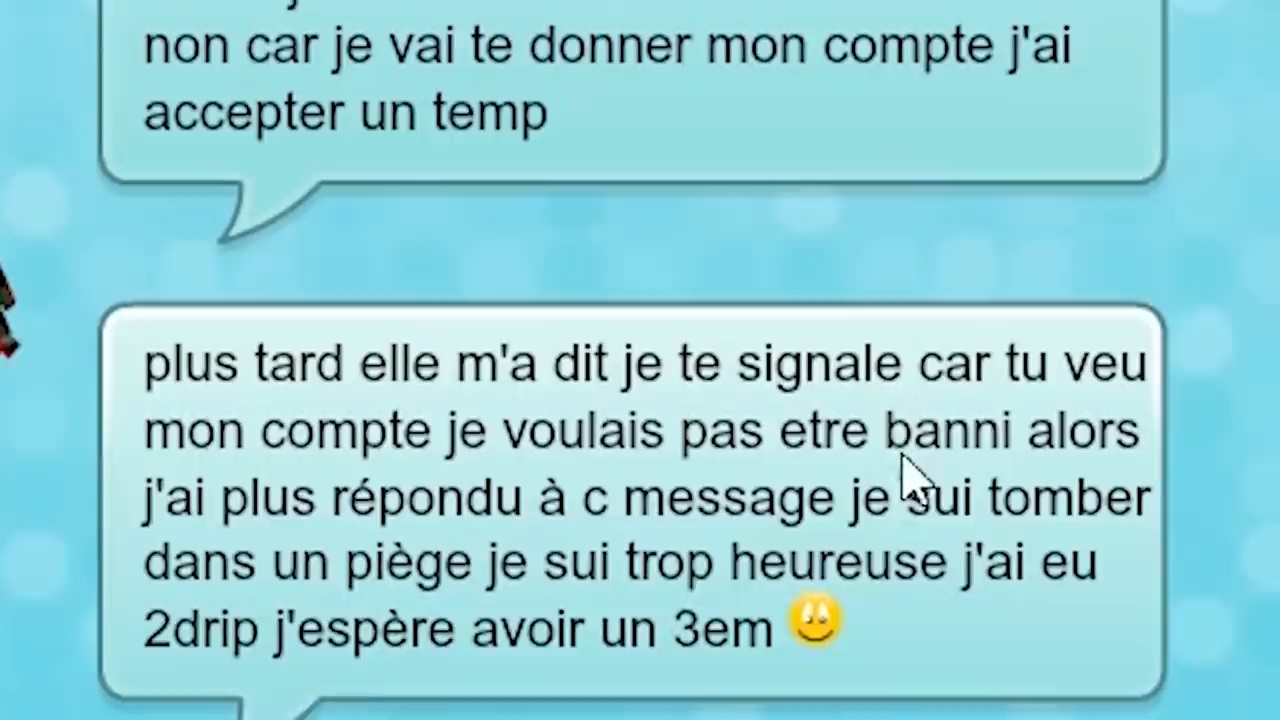 non car je vai te donner mon compte j'ai
accepter un temp
plus tard elle m'a dit je te signale car tu veu
mon compte je voulais pas etre banni alors
j'ai plus répondu à c message je sui tomber
dans un piège je sui trop heureuse j'ai eu
2drip j'espère avoir un 3em